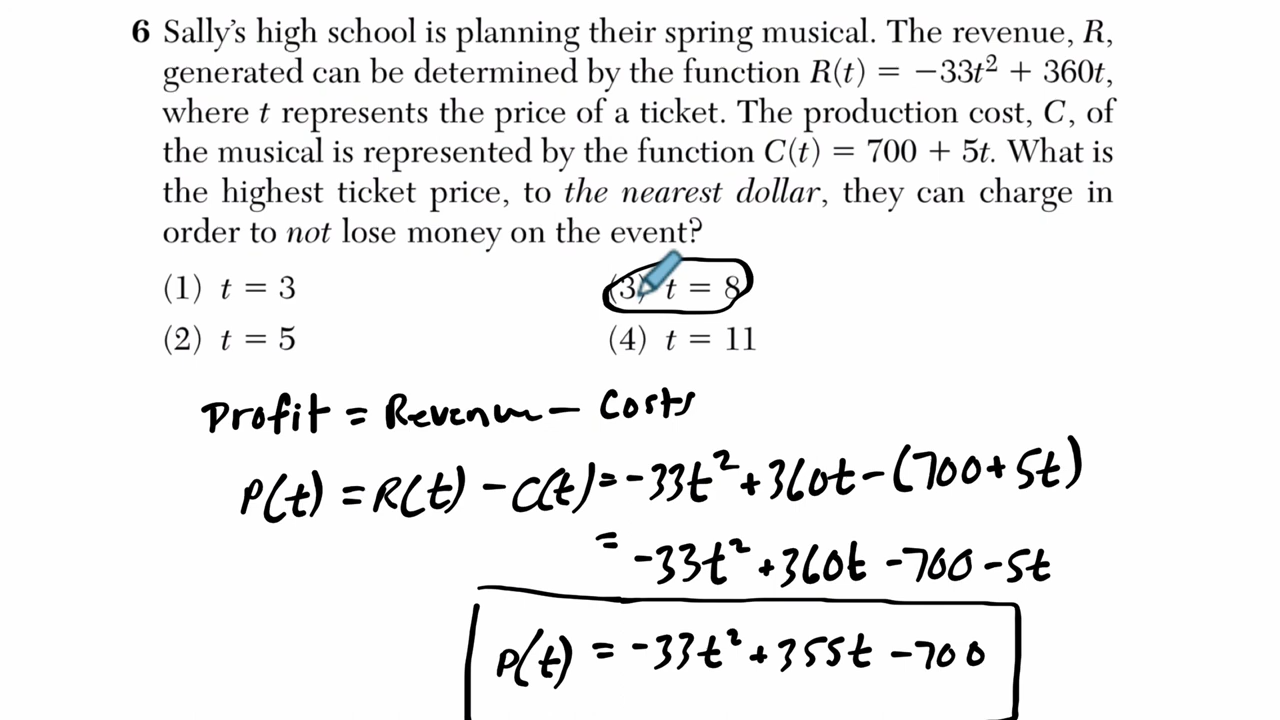 6 Sally's high school is planning their spring musical. The revenue, R,
generated can be determined by the function R(t) = −33t² + 360t,
where t represents the price of a ticket. The production cost, C, of
the musical is represented by the function C(t) = 700 + 5t. What is
the highest ticket price, to the nearest dollar, they can charge in
order to not lose money on the event?
(1) t = 3 (3) t = 8
(2) t = 5 (4) t = 11
Profit = Revenue − Costs
P(t) = R(t) − C(t) = −33t² + 360t − (700 + 5t)
= −33t² + 360t − 700 − 5t
P(t) = −33t² + 355t − 700